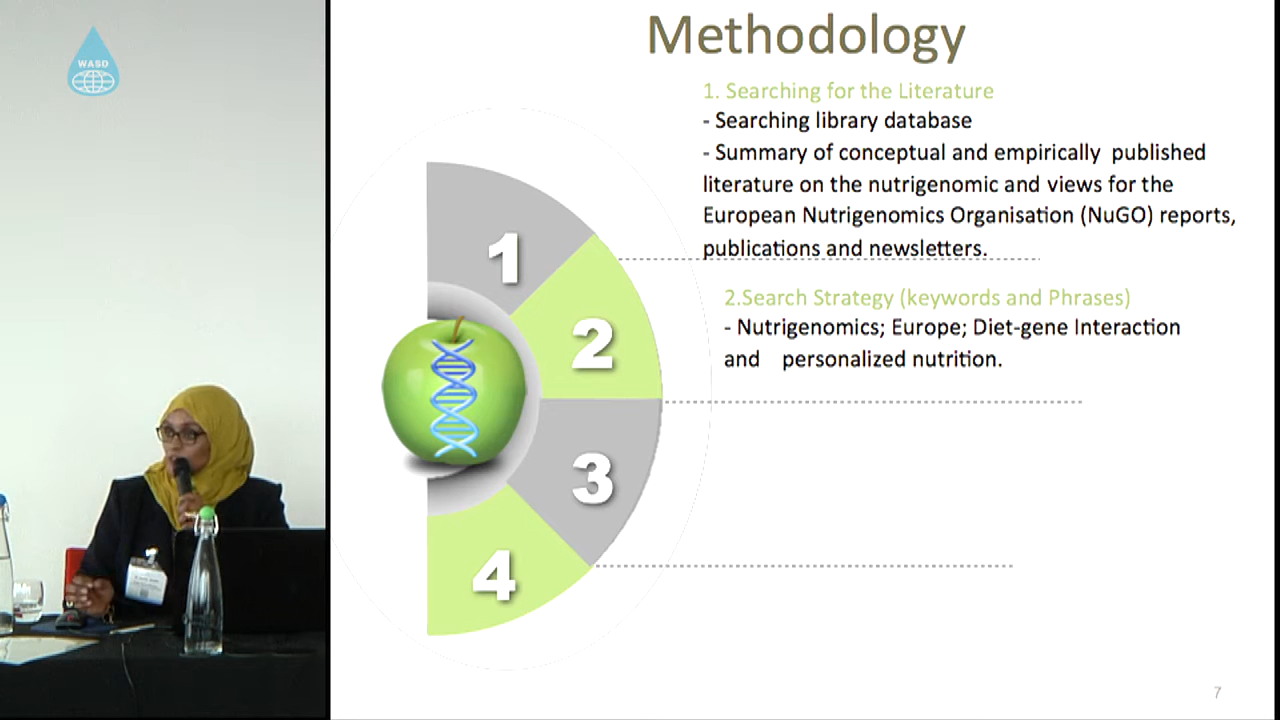 WASD
Methodology
1. Searching for the Literature
- Searching library database
- Summary of conceptual and empirically published
literature on the nutrigenomic and views for the
European Nutrigenomics Organisation (NuGO) reports,
publications and newsletters.
1
2.Search Strategy (keywords and Phrases)
- Nutrigenomics; Europe; Diet-gene Interaction
and personalized nutrition.
2
3
4
7